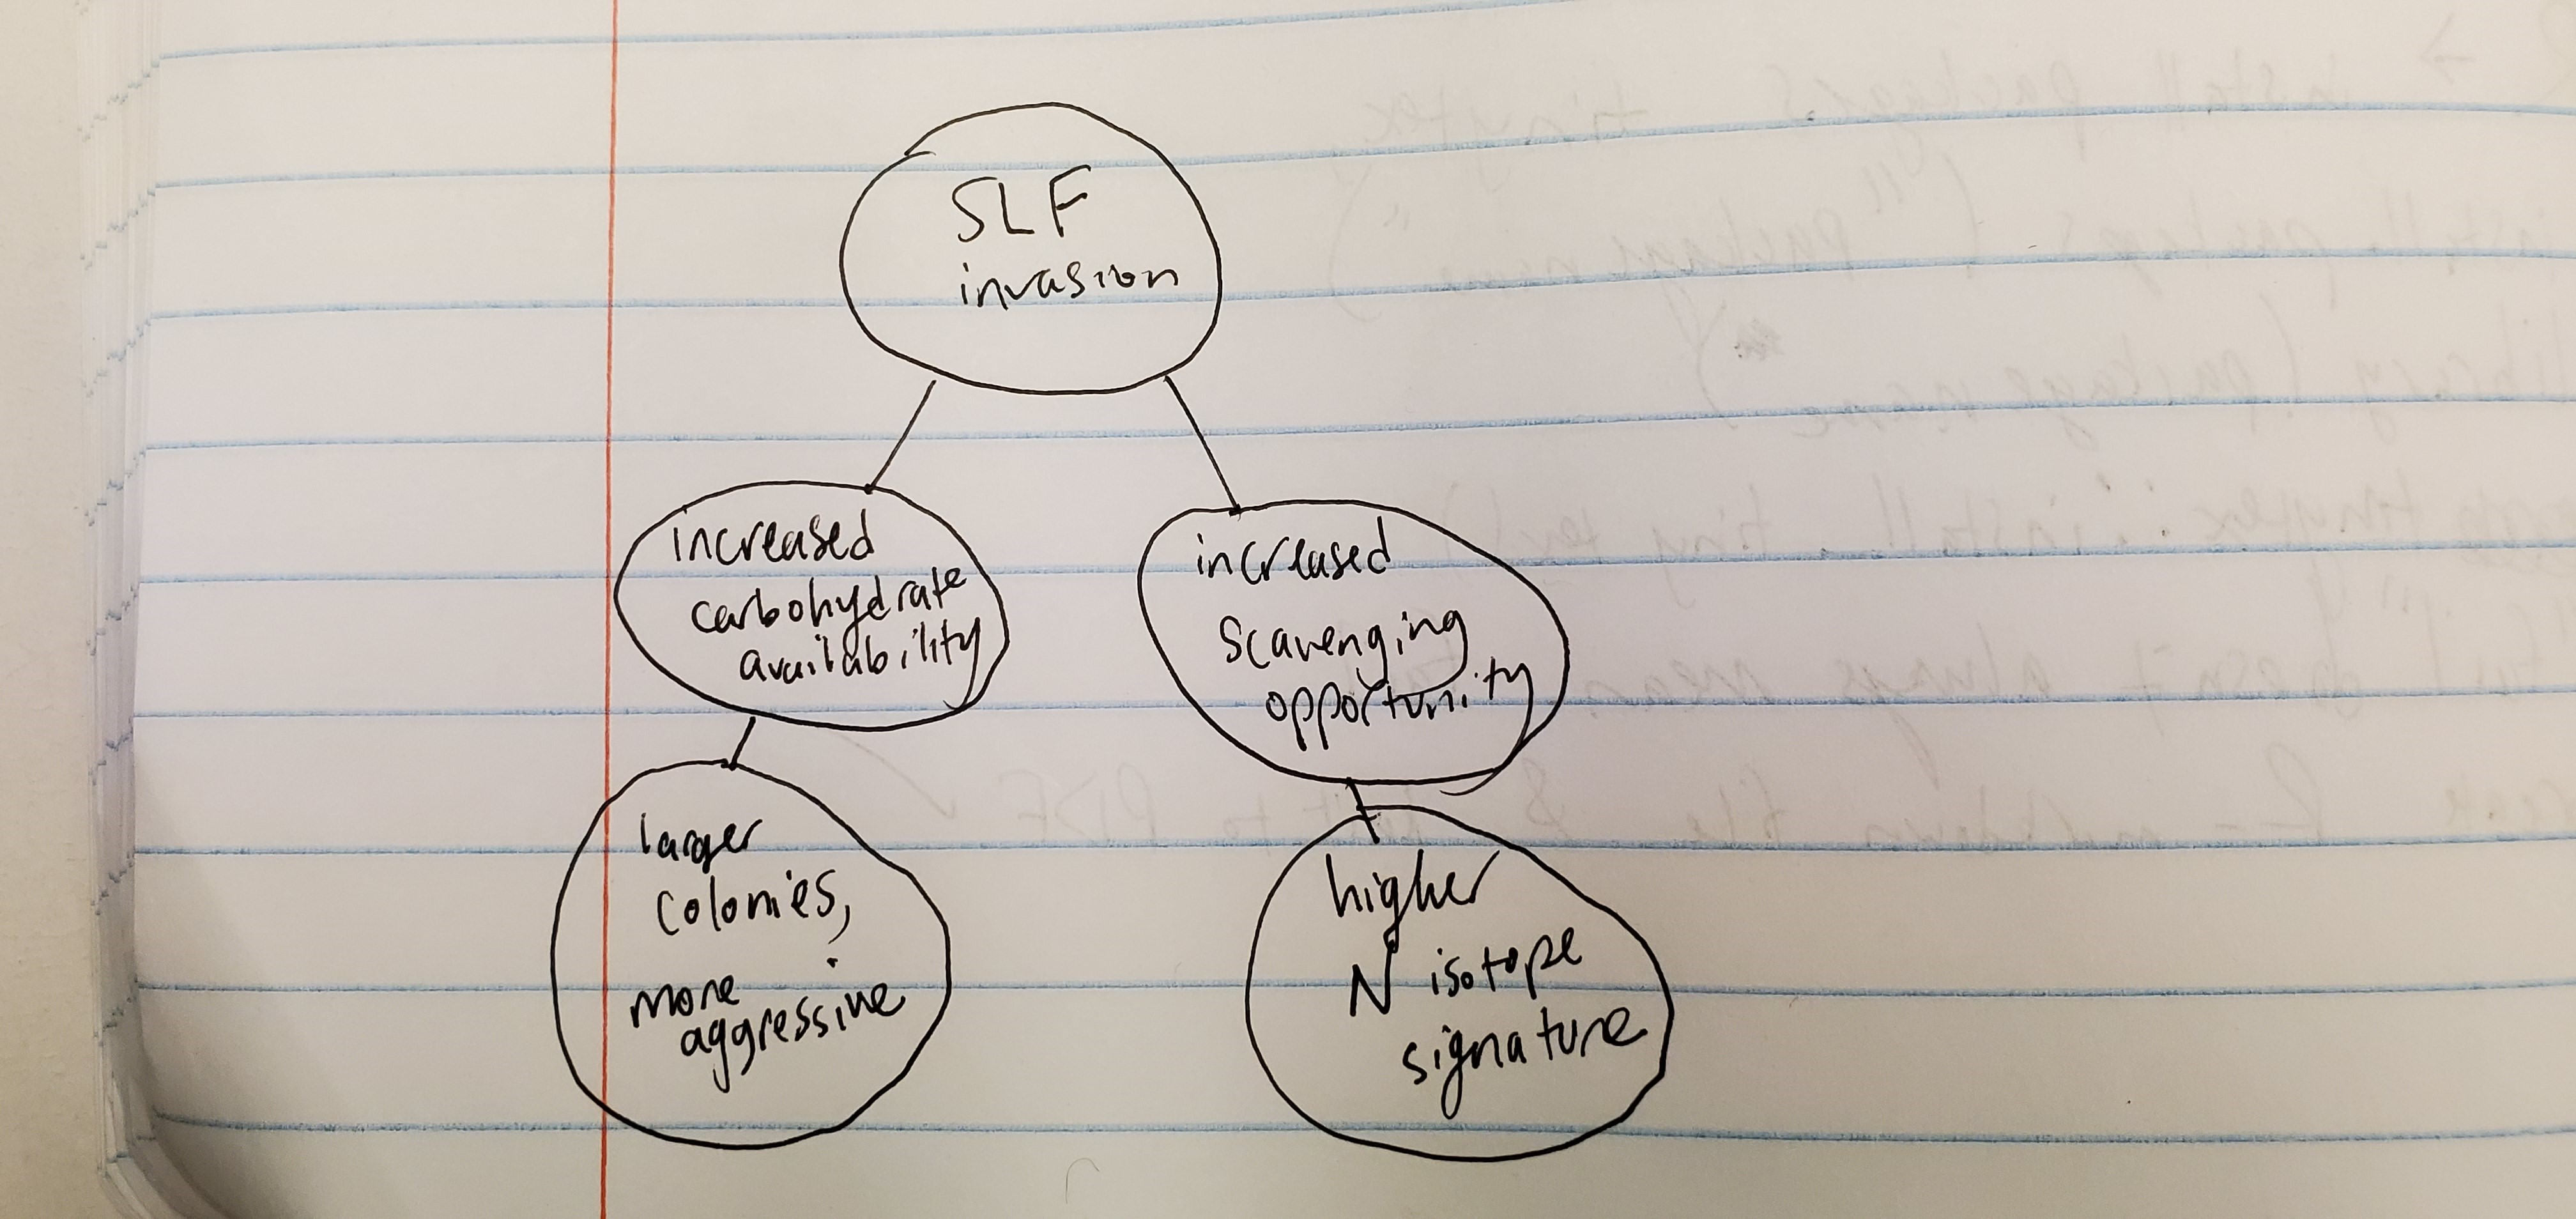 SLF
invasion
increased
carbohydrate
availability
increased
scavenging
opportunity
larger
colonies,
more
aggressive
higher
N isotope
signature